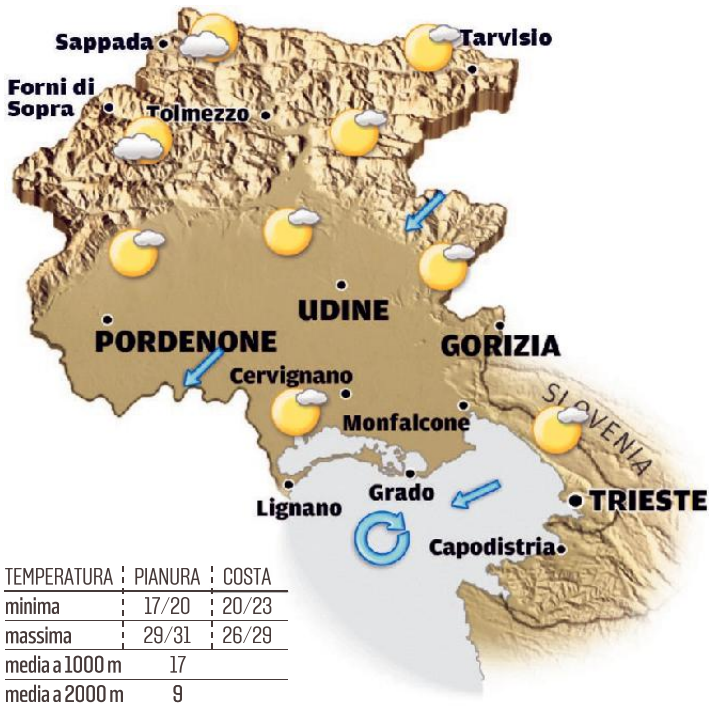 Sappada
Tarvisio
Forni di
Sopra
Tolmezzo
UDINE
PORDENONE
GORIZIA
Cervignano
SLOVENIA
Monfalcone
Grado
Lignano
TRIESTE
Capodistria
TEMPERATURA PIANURA COSTA
minima 17/20 20/23
massima 29/31 26/29
media a 1000 m 17
media a 2000 m 9